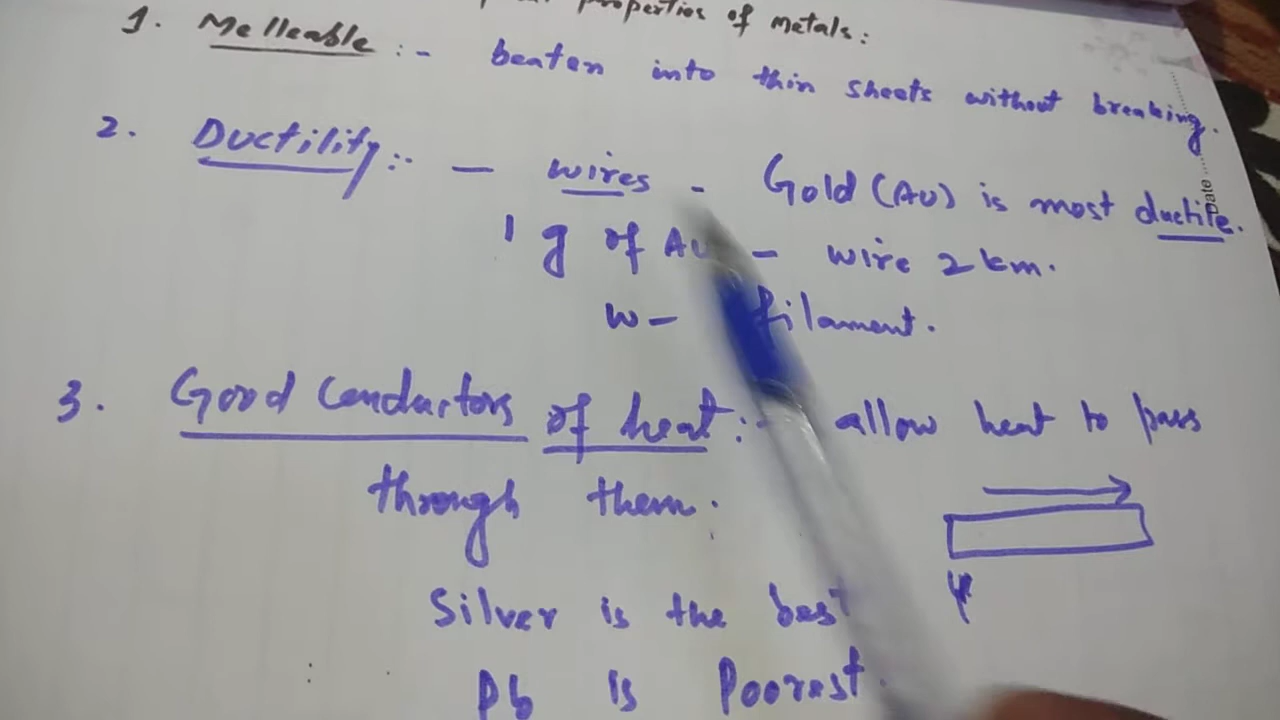 properties of metals:
1. Melleable :- beaten into thin sheets without breaking.
2. Ductility :- — wires - Gold (Au) is most ductile.
1 g of Au - wire 2 km.
W - filament.
3. Good Conductors of heat :- allow heat to pass
through them.
Silver is the best
Pb is Poorest.
Date